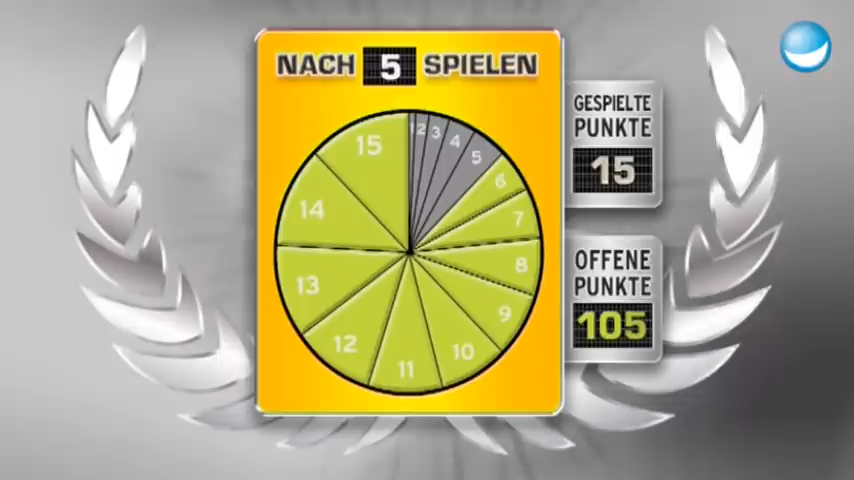 NACH 5 SPIELEN
1 2 3 4 5 6 7 8 9 10 11 12 13 14 15
GESPIELTE
PUNKTE
15
OFFENE
PUNKTE
105